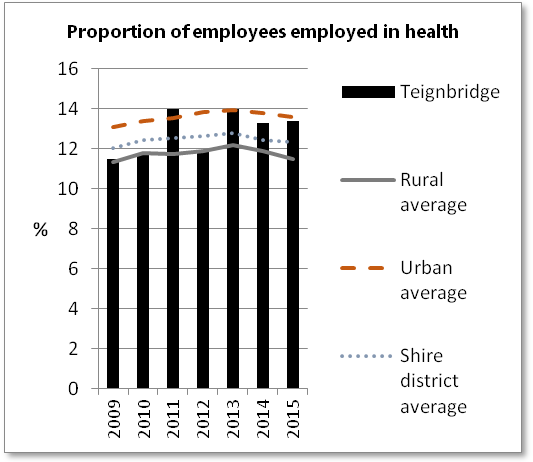 Proportion of employees employed in health
16
14
12
10
8
6
4
2
0
%
2009
2010
2011
2012
2013
2014
2015
Teignbridge
Rural
average
Urban
average
Shire
district
average